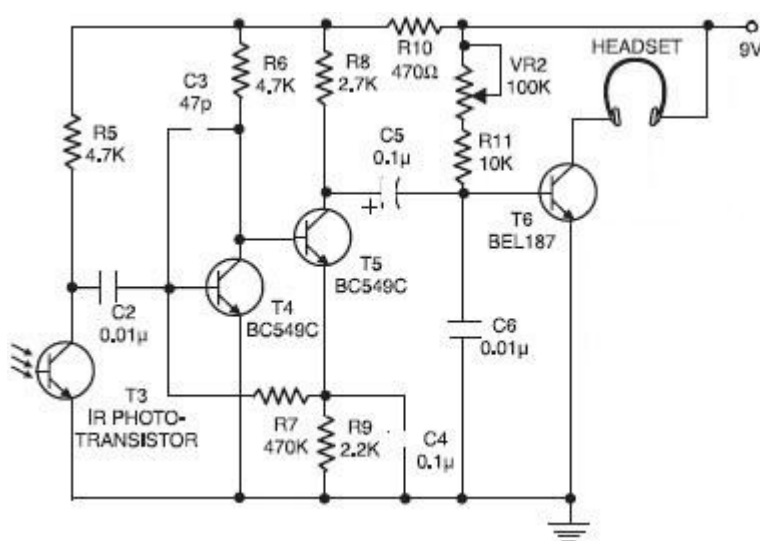 R10
470Ω
HEADSET
9V
C3
47p
R6
4.7K
R8
2.7K
VR2
100K
R5
4.7K
C5
0.1µ
+
R11
10K
C2
0.01µ
T4
BC549C
T5
BC549C
T6
BEL187
C6
0.01µ
T3
IR PHOTO-
TRANSISTOR
R7
470K
R9
2.2K
C4
0.1µ